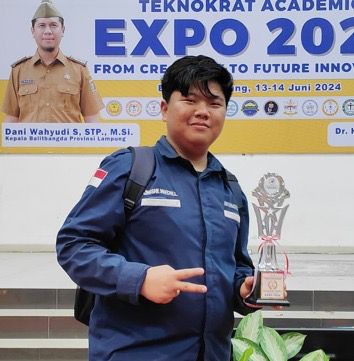 TEKNOKRAT ACADEMIC
EXPO 202
FROM CRE
TO FUTURE INNOV
ng, 13-14 Juni 2024
Dani Wahyudi S, STP., M.Si.
Kepala Balitbangda Provinsi Lampung
Dr. H